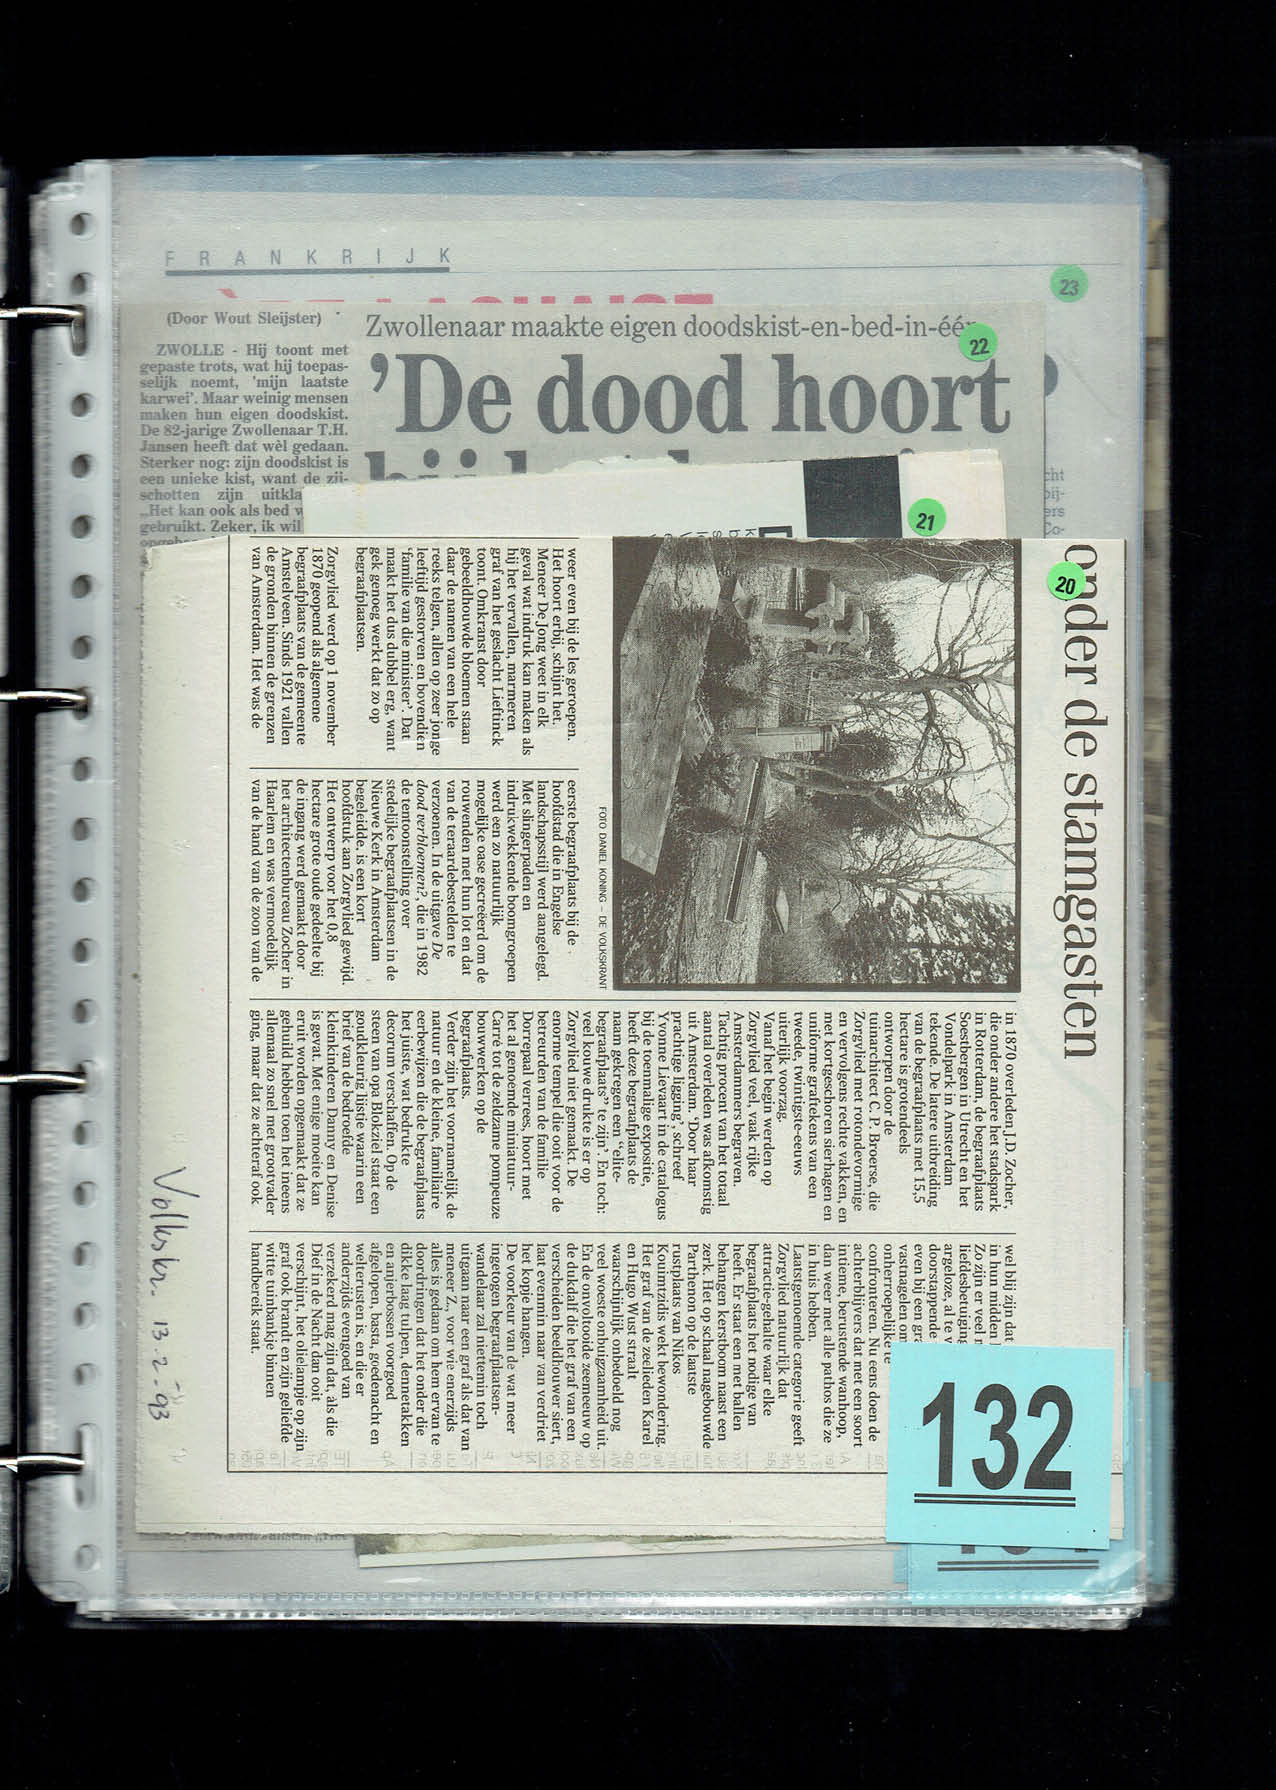 FRANKRIJK
23
(Door Wout Sleijster)
ZWOLLE - Hij toont met
gepaste trots, wat hij toepas-
selijk noemt, 'mijn laatste
karwei'. Maar weinig mensen
maken hun eigen doodskist.
De 82-jarige Zwollenaar T.H.
Jansen heeft dat wèl gedaan.
Sterker nog: zijn doodskist is
een unieke kist, want de zij-
schotten zijn
„Het kan ook als bed
gebruikt. Zeker, ik wil
Zwollenaar maakte eigen doodskist-en-bed-in-één
22
'De dood hoort
21
20
onder de stamgasten
FOTO DANIEL KONING – DE VOLKSKRANT
weer even bij de les geroepen.
Het hoort erbij, schijnt het.
Meneer De Jong weet in elk
geval wat indruk kan maken als
hij het vervallen, marmeren
graf van het geslacht Lieftinck
toont. Omkranst door
gebeeldhouwde bloemen staan
daar de namen van een hele
reeks telgen, allen op zeer jonge
leeftijd gestorven en bovendien
'familie van die minister'. Dat
maakt het dus dubbel erg, want
gek genoeg werkt dat zo op
begraafplaatsen.
Zorgvlied werd op 1 november
1870 geopend als algemene
begraafplaats van de gemeente
Amstelveen. Sinds 1921 vallen
de gronden binnen de grenzen
van Amsterdam. Het was de
eerste begraafplaats bij de
hoofdstad die in Engelse
landschapsstijl werd aangelegd.
Met slingerpaden en
indrukwekkende boomgroepen
werd een zo natuurlijk
mogelijke oase gecreëerd om de
rouwenden met hun lot en dat
van de teraardebestelden te
verzoenen. In de uitgave De
dood verbloemen?, die in 1982
de tentoonstelling over
stedelijke begraafplaatsen in de
Nieuwe Kerk in Amsterdam
begeleidde, is een kort
hoofdstuk aan Zorgvlied gewijd.
Het ontwerp voor het 0,8
hectare grote oude gedeelte bij
de ingang werd gemaakt door
het architectenbureau Zocher in
Haarlem en was vermoedelijk
van de hand van de zoon van de
in 1870 overleden J.D. Zocher,
die onder andere het stadspark
in Rotterdam, de begraafplaats
Soestbergen in Utrecht en het
Vondelpark in Amsterdam
tekende. De latere uitbreiding
van de begraafplaats met 15,5
hectare is grotendeels
ontworpen door de
tuinarchitect C. P. Broerse, die
Zorgvlied met rotondevormige
en vervolgens rechte vakken, en
met kortgeschoren sierhagen en
uniforme graftekens van een
tweede, twintigste-eeuws
uiterlijk voorzag.
Vanaf het begin werden op
Zorgvlied veel, vaak rijke
Amsterdammers begraven.
Tachtig procent van het totaal
aantal overleden was afkomstig
uit Amsterdam. 'Door haar
prachtige ligging', schreef
Yvonne Lievaart in de catalogus
bij de toenmalige expositie,
heeft deze begraafplaats de
naam gekregen een "elite-
begraafplaats" te zijn'. En toch:
veel kouwe drukte is er op
Zorgvlied niet gemaakt. De
enorme tempel die ooit voor de
betreurden van de familie
Dorrepaal verrees, hoort met
het al genoemde miniatuur-
Carré tot de zeldzame pompeuze
bouwwerken op de
begraafplaats.
Verder zijn het voornamelijk de
natuur en de kleine, familiaire
eerbewijzen die de begraafplaats
het juiste, wat bedrukte
decorum verschaffen. Op de
steen van opa Blokziel staat een
goudkleurig lijstje waarin een
brief van de bedroefde
kleinkinderen Danny en Denise
is gevat. Met enige moeite kan
eruit worden opgemaakt dat ze
gehuild hebben toen het ineens
allemaal zo snel met grootvader
ging, maar dat ze achteraf ook
wel bij zijn dat
in hun midden
Zo zijn er veel
liefdesbetuiging
argeloze, al te
doorstappende
even bij een
vastnagelen om
onherroepelijke te
confronteren. Nu eens doen de
achterblijvers dat met een soort
intieme, berustende wanhoop,
dan weer met alle pathos die ze
in huis hebben.
Laatstgenoemde categorie geeft
Zorgvlied natuurlijk dat
attractie-gehalte waar elke
begraafplaats het nodige van
heeft. Er staat een met ballen
behangen kerstboom naast een
zerk. Het op schaal nagebouwde
Parthenon op de laatste
rustplaats van Nikos
Kouimtzidis wekt bewondering.
Het graf van de zeelieden Karel
en Hugo Wust straalt
waarschijnlijk onbedoeld nog
veel woeste onbuigzaamheid uit.
En de onvoltooide zeemeeuw op
de dukdalf die het graf van een
verscheiden beeldhouwer siert,
laat evenmin naar van verdriet
het kopje hangen.
De voorkeur van de wat meer
ingetogen begraafplaatsen-
wandelaar zal niettemin toch
uitgaan naar een graf als dat van
meneer Z., voor wie enerzijds
alles is gedaan om hem ervan te
doordringen dat het onder die
dikke laag tulpen, dennetakken
en anjerbossen voorgoed
afgelopen, basta, goedenacht en
welterusten is, en die er
anderzijds evengoed van
verzekerd mag zijn dat, als die
Dief in de Nacht dan ooit
verschijnt, het olielampje op zijn
graf ook brandt en zijn geliefde
witte tuinbankje binnen
handbereik staat.
Volkskr. 13-2-93
132